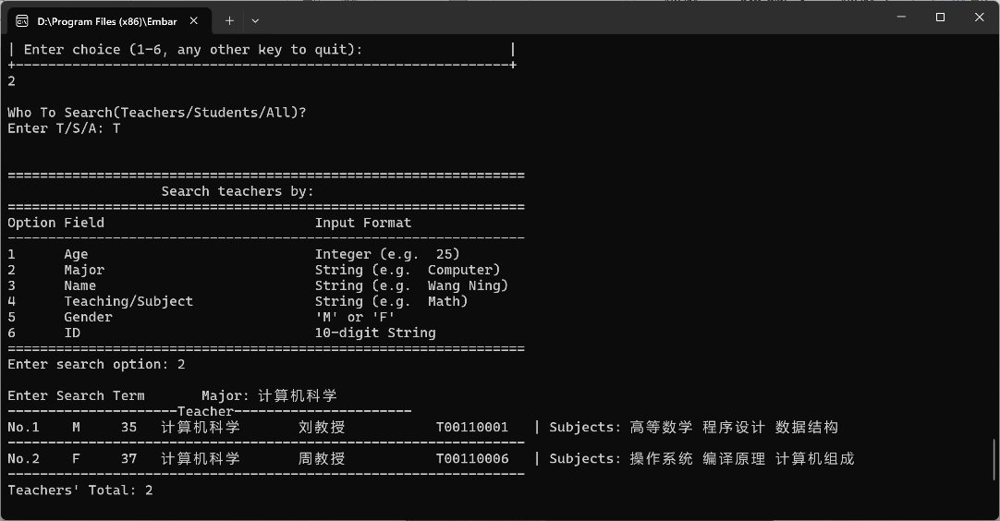 D:\Program Files (x86)\Embar
| Enter choice (1-6, any other key to quit): |
+-------------------------------------------------------------+
2
Who To Search(Teachers/Students/All)?
Enter T/S/A: T
================================================================
Search teachers by:
================================================================
Option Field Input Format
----------------------------------------------------------------
1 Age Integer (e.g. 25)
2 Major String (e.g. Computer)
3 Name String (e.g. Wang Ning)
4 Teaching/Subject String (e.g. Math)
5 Gender 'M' or 'F'
6 ID 10-digit String
================================================================
Enter search option: 2
Enter Search Term Major: 计算机科学
---------------------Teacher----------------------
No.1 M 35 计算机科学 刘教授 T00110001 | Subjects: 高等数学 程序设计 数据结构
----------------------------------------------------------------
No.2 F 37 计算机科学 周教授 T00110006 | Subjects: 操作系统 编译原理 计算机组成
----------------------------------------------------------------
Teachers' Total: 2